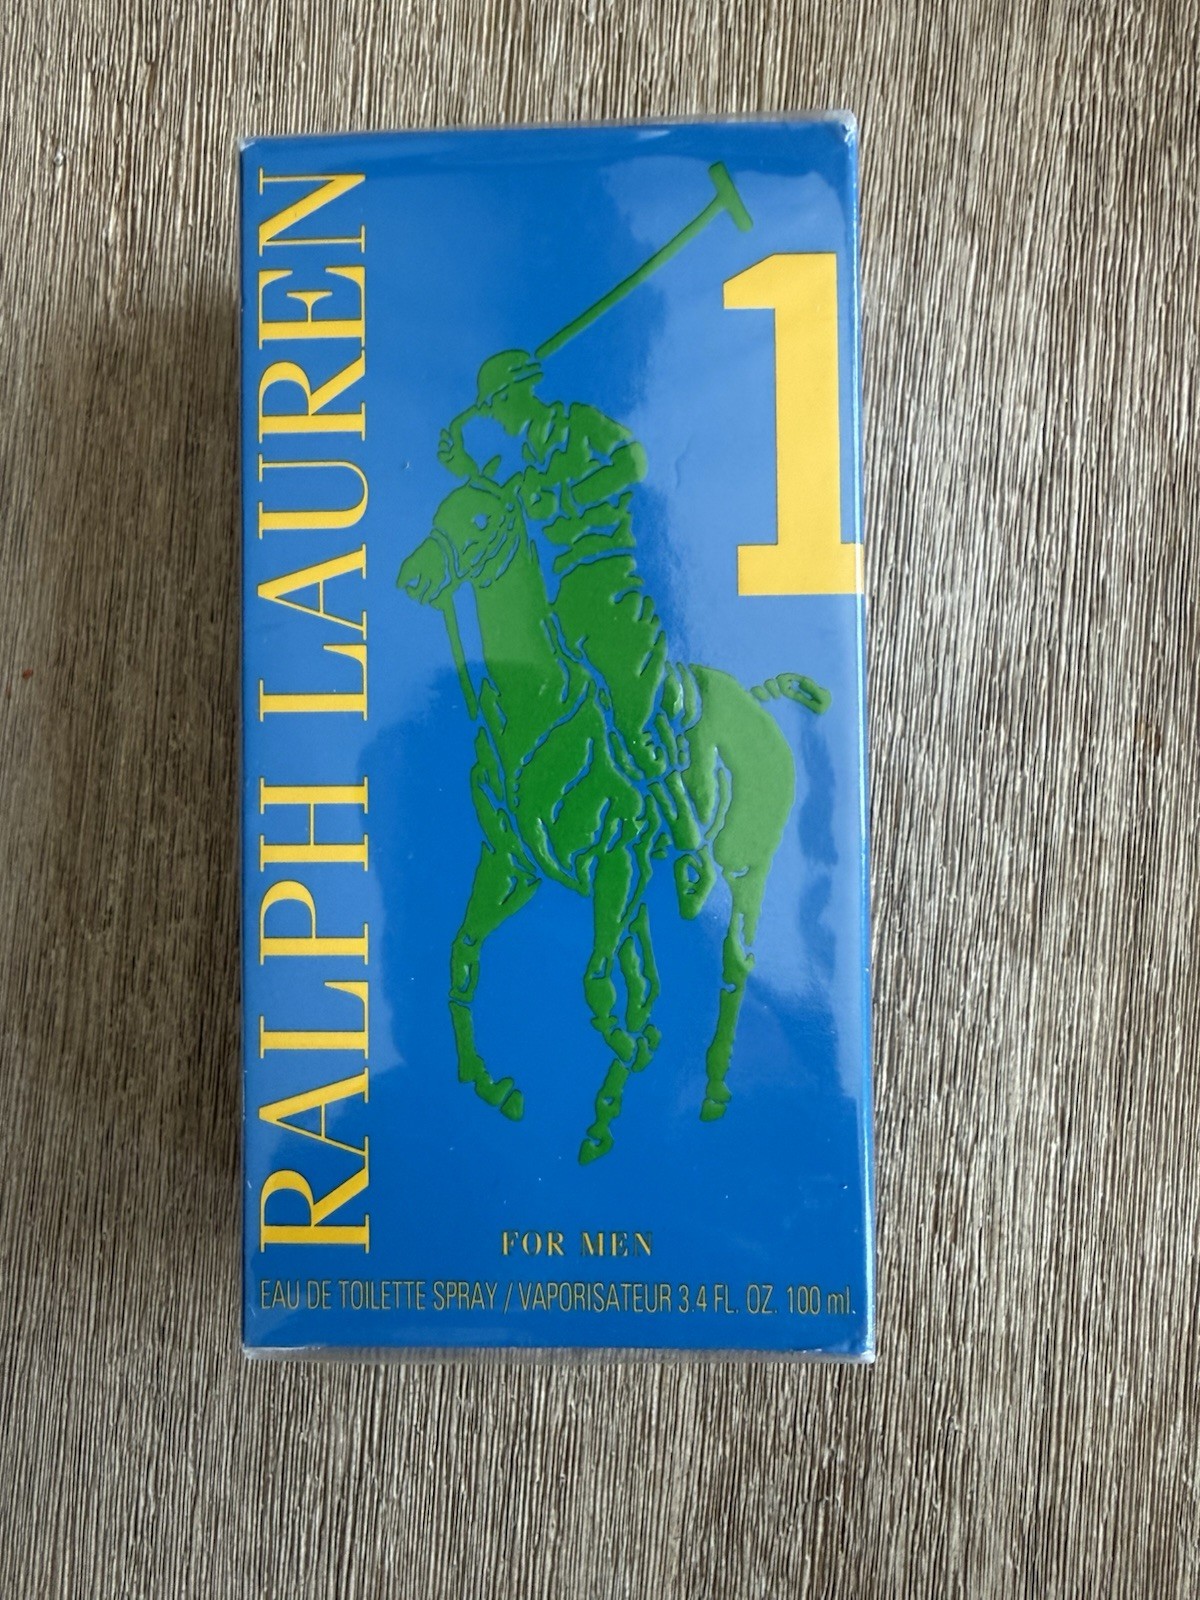 RALPH LAUREN
1
FOR MEN
EAU DE TOILETTE SPRAY / VAPORISATEUR 3.4 FL. OZ. 100 ml.